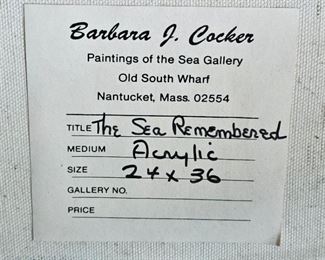 Barbara J. Cocker
Paintings of the Sea Gallery
Old South Wharf
Nantucket, Mass. 02554
TITLE The Sea Remembered
MEDIUM Acrylic
SIZE 24 x 36
GALLERY NO.
PRICE